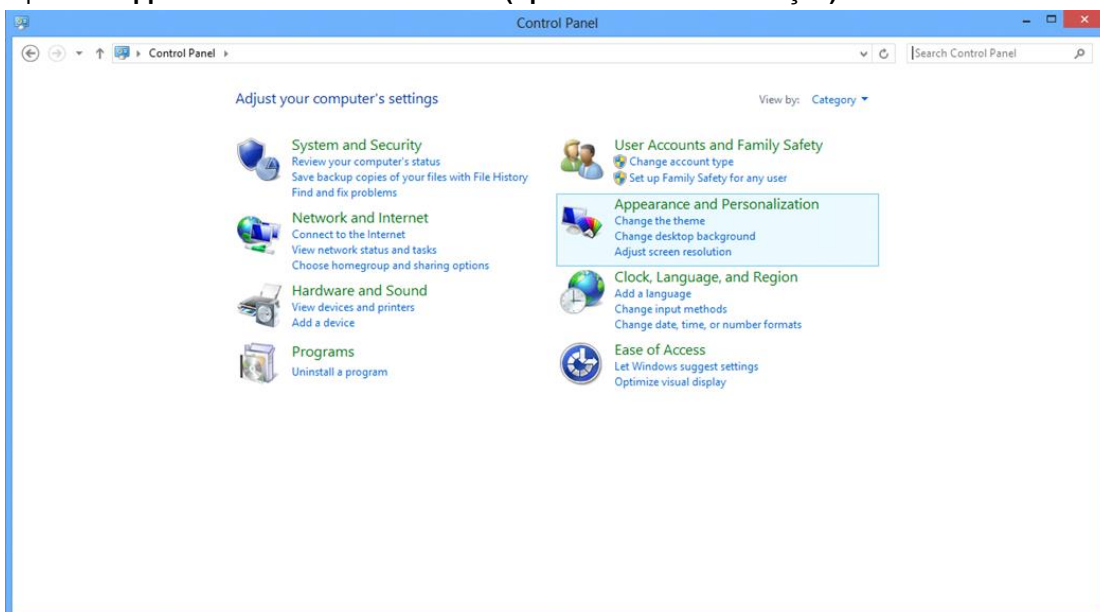 Control Panel
Control Panel
Search Control Panel
Adjust your computer's settings
View by: Category
System and Security
Review your computer's status
Save backup copies of your files with File History
Find and fix problems
Network and Internet
Connect to the Internet
View network status and tasks
Choose homegroup and sharing options
Hardware and Sound
View devices and printers
Add a device
Programs
Uninstall a program
User Accounts and Family Safety
Change account type
Set up Family Safety for any user
Appearance and Personalization
Change the theme
Change desktop background
Adjust screen resolution
Clock, Language, and Region
Add a language
Change input methods
Change date, time, or number formats
Ease of Access
Let Windows suggest settings
Optimize visual display